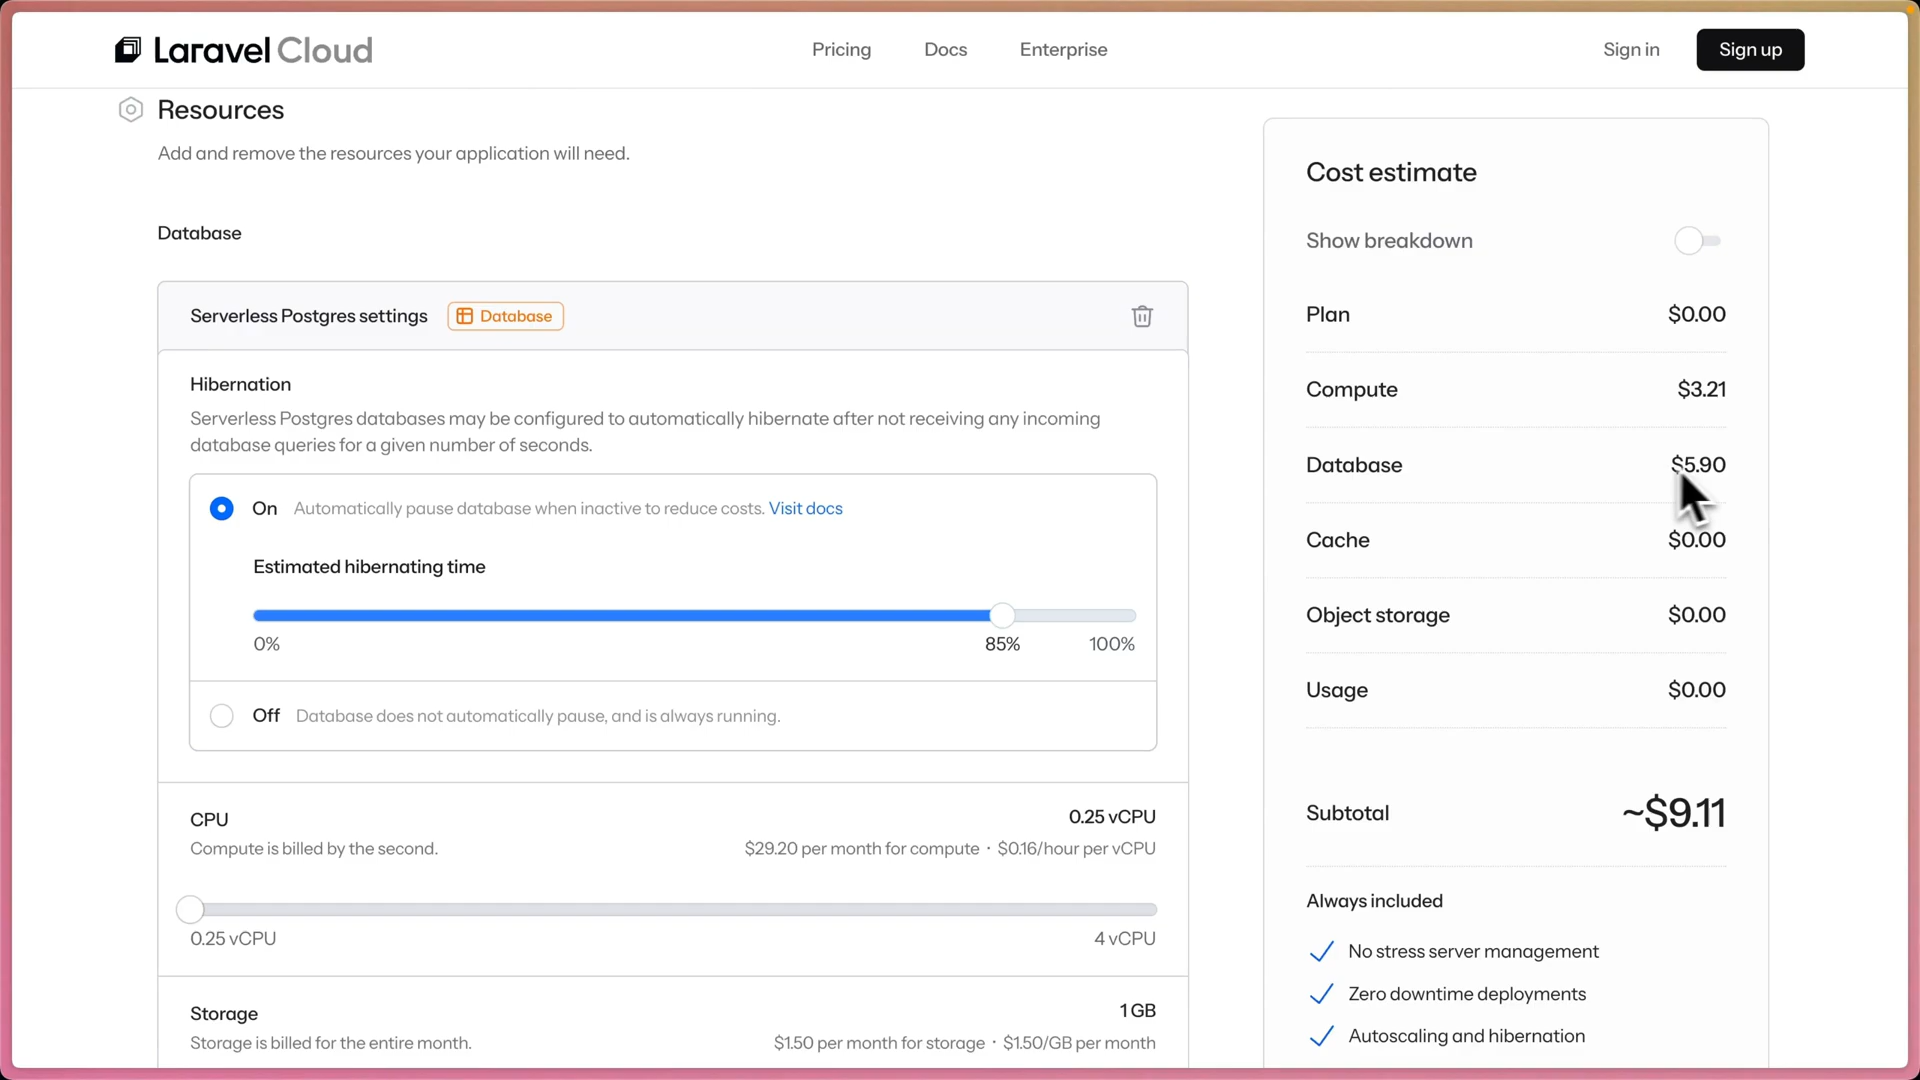 Laravel Cloud
Pricing
Docs
Enterprise
Sign in
Sign up
Resources
Add and remove the resources your application will need.
Database
Serverless Postgres settings
Database
Hibernation
Serverless Postgres databases may be configured to automatically hibernate after not receiving any incoming
database queries for a given number of seconds.
On Automatically pause database when inactive to reduce costs. Visit docs
Estimated hibernating time
0% 85% 100%
Off Database does not automatically pause, and is always running.
CPU 0.25 vCPU
Compute is billed by the second. $29.20 per month for compute · $0.16/hour per vCPU
0.25 vCPU 4 vCPU
Storage 1 GB
Storage is billed for the entire month. $1.50 per month for storage · $1.50/GB per month
Cost estimate
Show breakdown
Plan $0.00
Compute $3.21
Database $5.90
Cache $0.00
Object storage $0.00
Usage $0.00
Subtotal ~$9.11
Always included
No stress server management
Zero downtime deployments
Autoscaling and hibernation